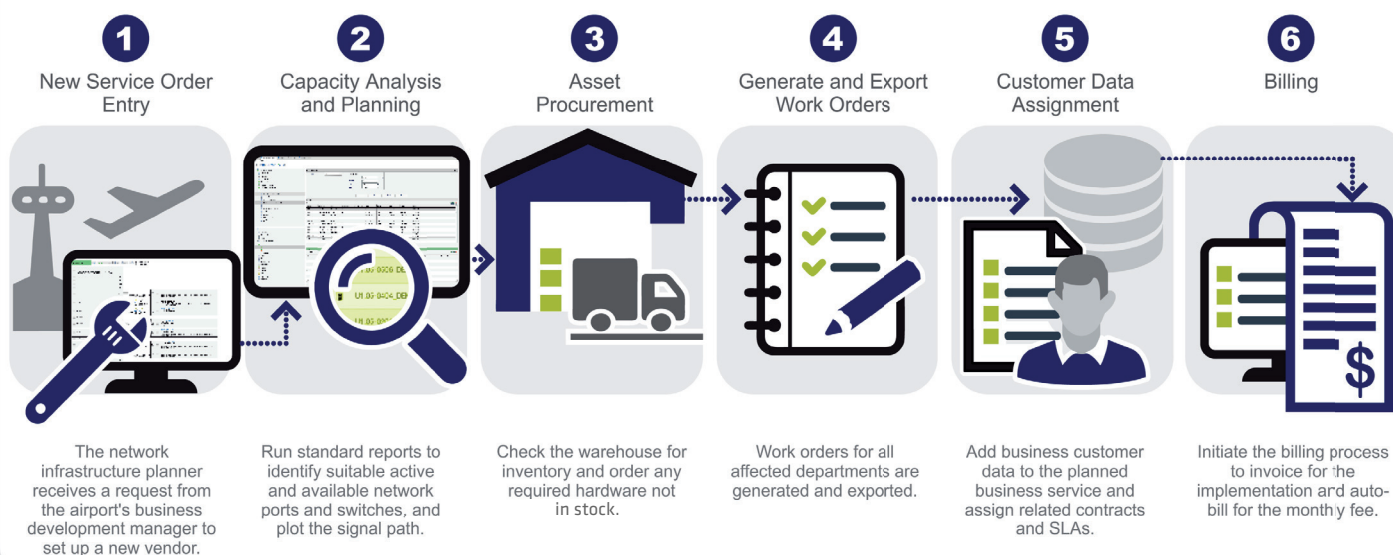 1
New Service Order
Entry
The network
infrastructure planner
receives a request from
the airport's business
development manager to
set up a new vendor.
2
Capacity Analysis
and Planning
Run standard reports to
identify suitable active
and available network
ports and switches, and
plot the signal path.
3
Asset
Procurement
Check the warehouse for
inventory and order any
required hardware not
in stock.
4
Generate and Export
Work Orders
Work orders for all
affected departments are
generated and exported.
5
Customer Data
Assignment
Add business customer
data to the planned
business service and
assign related contracts
and SLAs.
6
Billing
$
Initiate the billing process
to invoice for the
implementation and auto-
bill for the monthly fee.